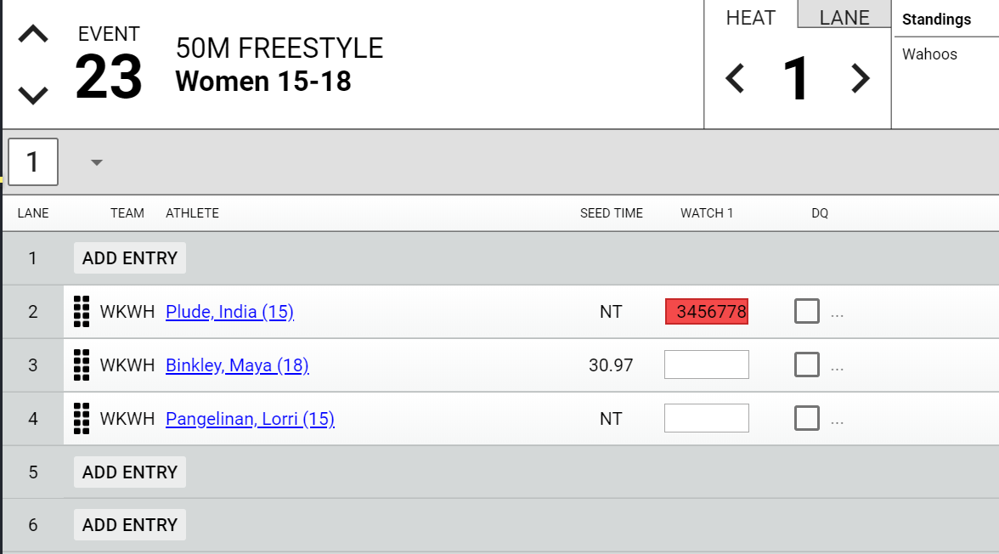 EVENT
23
50M FREESTYLE
Women 15-18
HEAT
LANE
1
Standings
Wahoos
1
LANE TEAM ATHLETE SEED TIME WATCH 1 DQ
1 ADD ENTRY
2 WKWH Plude, India (15) NT 3456778 ...
3 WKWH Binkley, Maya (18) 30.97 ...
4 WKWH Pangelinan, Lorri (15) NT ...
5 ADD ENTRY
6 ADD ENTRY